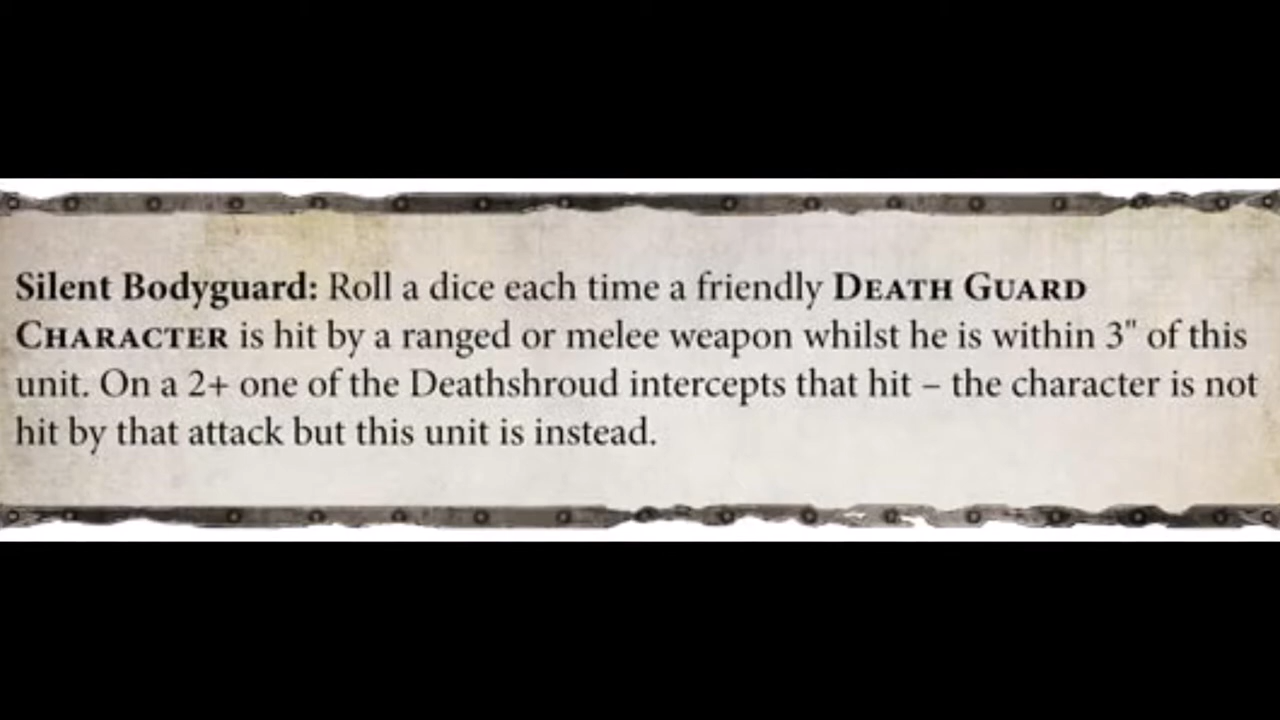 Silent Bodyguard: Roll a dice each time a friendly DEATH GUARD
CHARACTER is hit by a ranged or melee weapon whilst he is within 3" of this
unit. On a 2+ one of the Deathshroud intercepts that hit – the character is not
hit by that attack but this unit is instead.